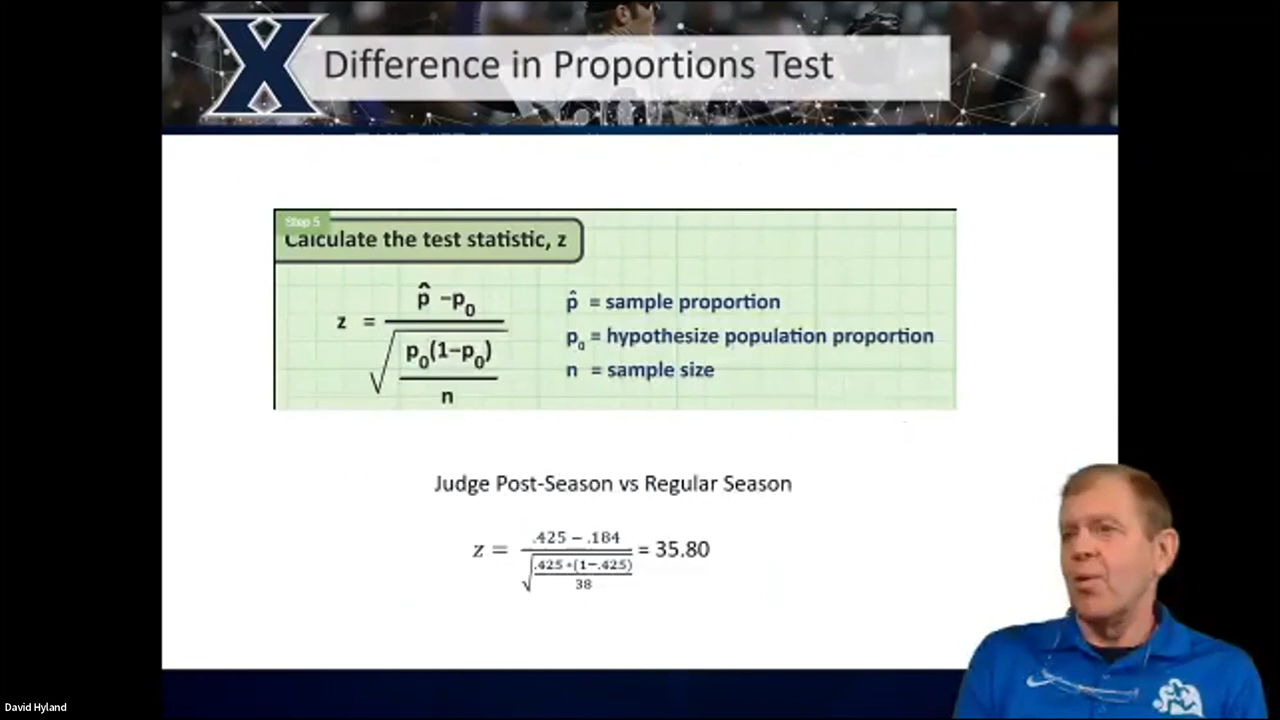 X
Difference in Proportions Test
Step 5
Calculate the test statistic, z
z = p̂ –p₀ / √(p₀(1–p₀) / n)
p̂ = sample proportion
p₀ = hypothesize population proportion
n = sample size
Judge Post-Season vs Regular Season
z = .425 − .184 / √(.425 *(1−.425) / 38) = 35.80
David Hyland